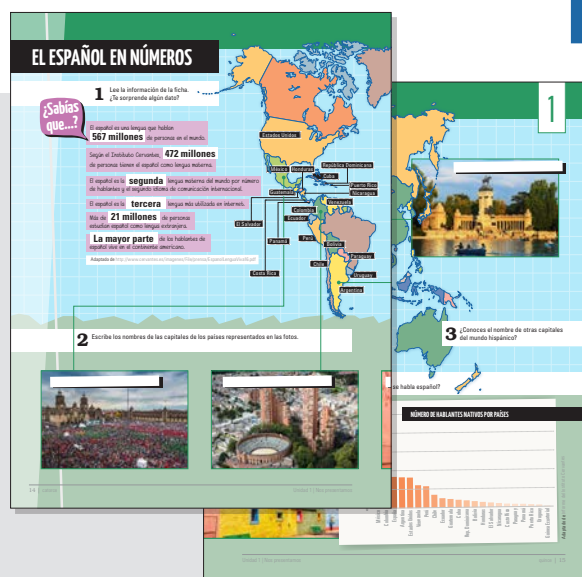 EL ESPAÑOL EN NÚMEROS
1 Lee la información de la ficha.
¿Te sorprende algún dato?
¿Sabías
que...?
El español es una lengua que hablan
567 millones de personas en el mundo.
Según el Instituto Cervantes, 472 millones
de personas tienen el español como lengua materna.
El español es la segunda lengua materna del mundo por número
de hablantes y el segundo idioma de comunicación internacional.
El español es la tercera lengua más utilizada en internet.
Más de 21 millones de personas
estudian español como lengua extranjera.
La mayor parte de los hablantes de
español vive en el continente americano.
Estados Unidos
México
Honduras
República Dominicana
Cuba
Puerto Rico
Guatemala
Nicaragua
Venezuela
Colombia
Ecuador
El Salvador
Panamá
Perú
Bolivia
Paraguay
Chile
Uruguay
Costa Rica
Argentina
2 Escribe los nombres de las capitales de los países representados en las fotos.
1
3 ¿Conoces el nombre de otras capitales
del mundo hispánico?
se habla español?
NÚMERO DE HABLANTES NATIVOS POR PAÍSES